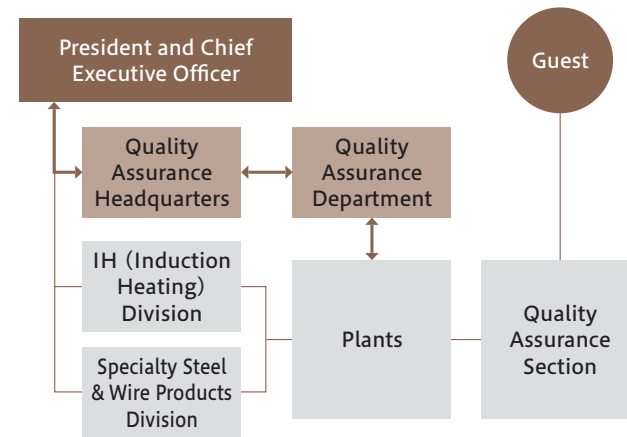 President and Chief
Executive Officer
Guest
Quality
Assurance
Headquarters
Quality
Assurance
Department
IH (Induction
Heating)
Division
Plants
Quality
Assurance
Section
Specialty Steel
& Wire Products
Division